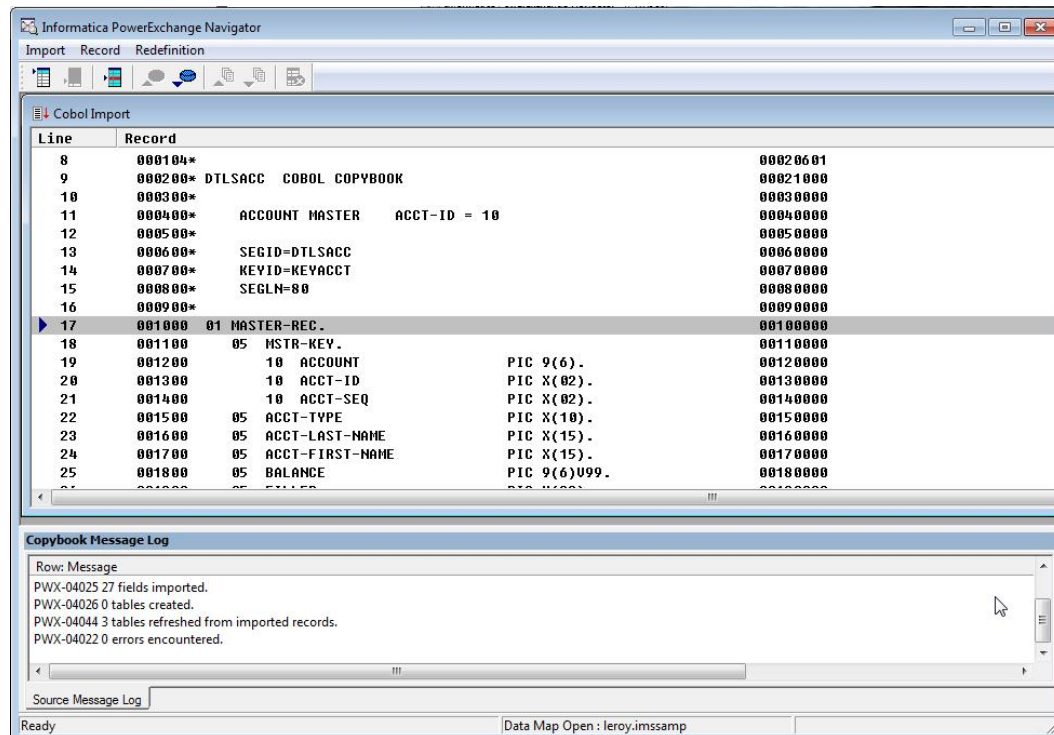 Informatica PowerExchange Navigator
Import Record Redefinition
Cobol Import
Line Record
8 000104* 00020601
9 000200* DTLSACC COBOL COPYBOOK 00021000
10 000300* 00030000
11 000400* ACCOUNT MASTER ACCT-ID = 10 00040000
12 000500* 00050000
13 000600* SEGID=DTLSACC 00060000
14 000700* KEYID=KEYACCT 00070000
15 000800* SEGLN=80 00080000
16 000900* 00090000
17 001000 01 MASTER-REC. 00100000
18 001100 05 MSTR-KEY. 00110000
19 001200 10 ACCOUNT PIC 9(6). 00120000
20 001300 10 ACCT-ID PIC X(02). 00130000
21 001400 10 ACCT-SEQ PIC X(02). 00140000
22 001500 05 ACCT-TYPE PIC X(10). 00150000
23 001600 05 ACCT-LAST-NAME PIC X(15). 00160000
24 001700 05 ACCT-FIRST-NAME PIC X(15). 00170000
25 001800 05 BALANCE PIC 9(6)V99. 00180000
Copybook Message Log
Row: Message
PWX-04025 27 fields imported.
PWX-04026 0 tables created.
PWX-04044 3 tables refreshed from imported records.
PWX-04022 0 errors encountered.
Source Message Log
Ready Data Map Open : leroy.imssamp